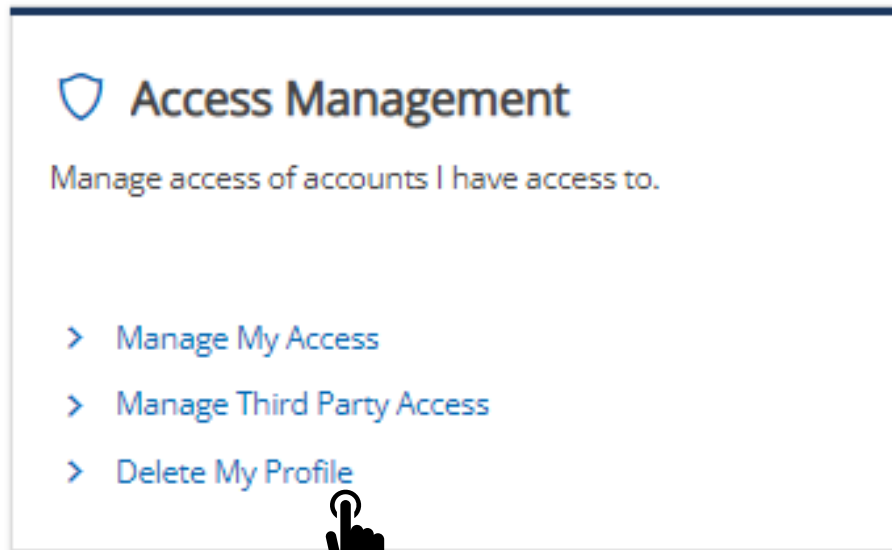 Access Management
Manage access of accounts I have access to.
Manage My Access
Manage Third Party Access
Delete My Profile